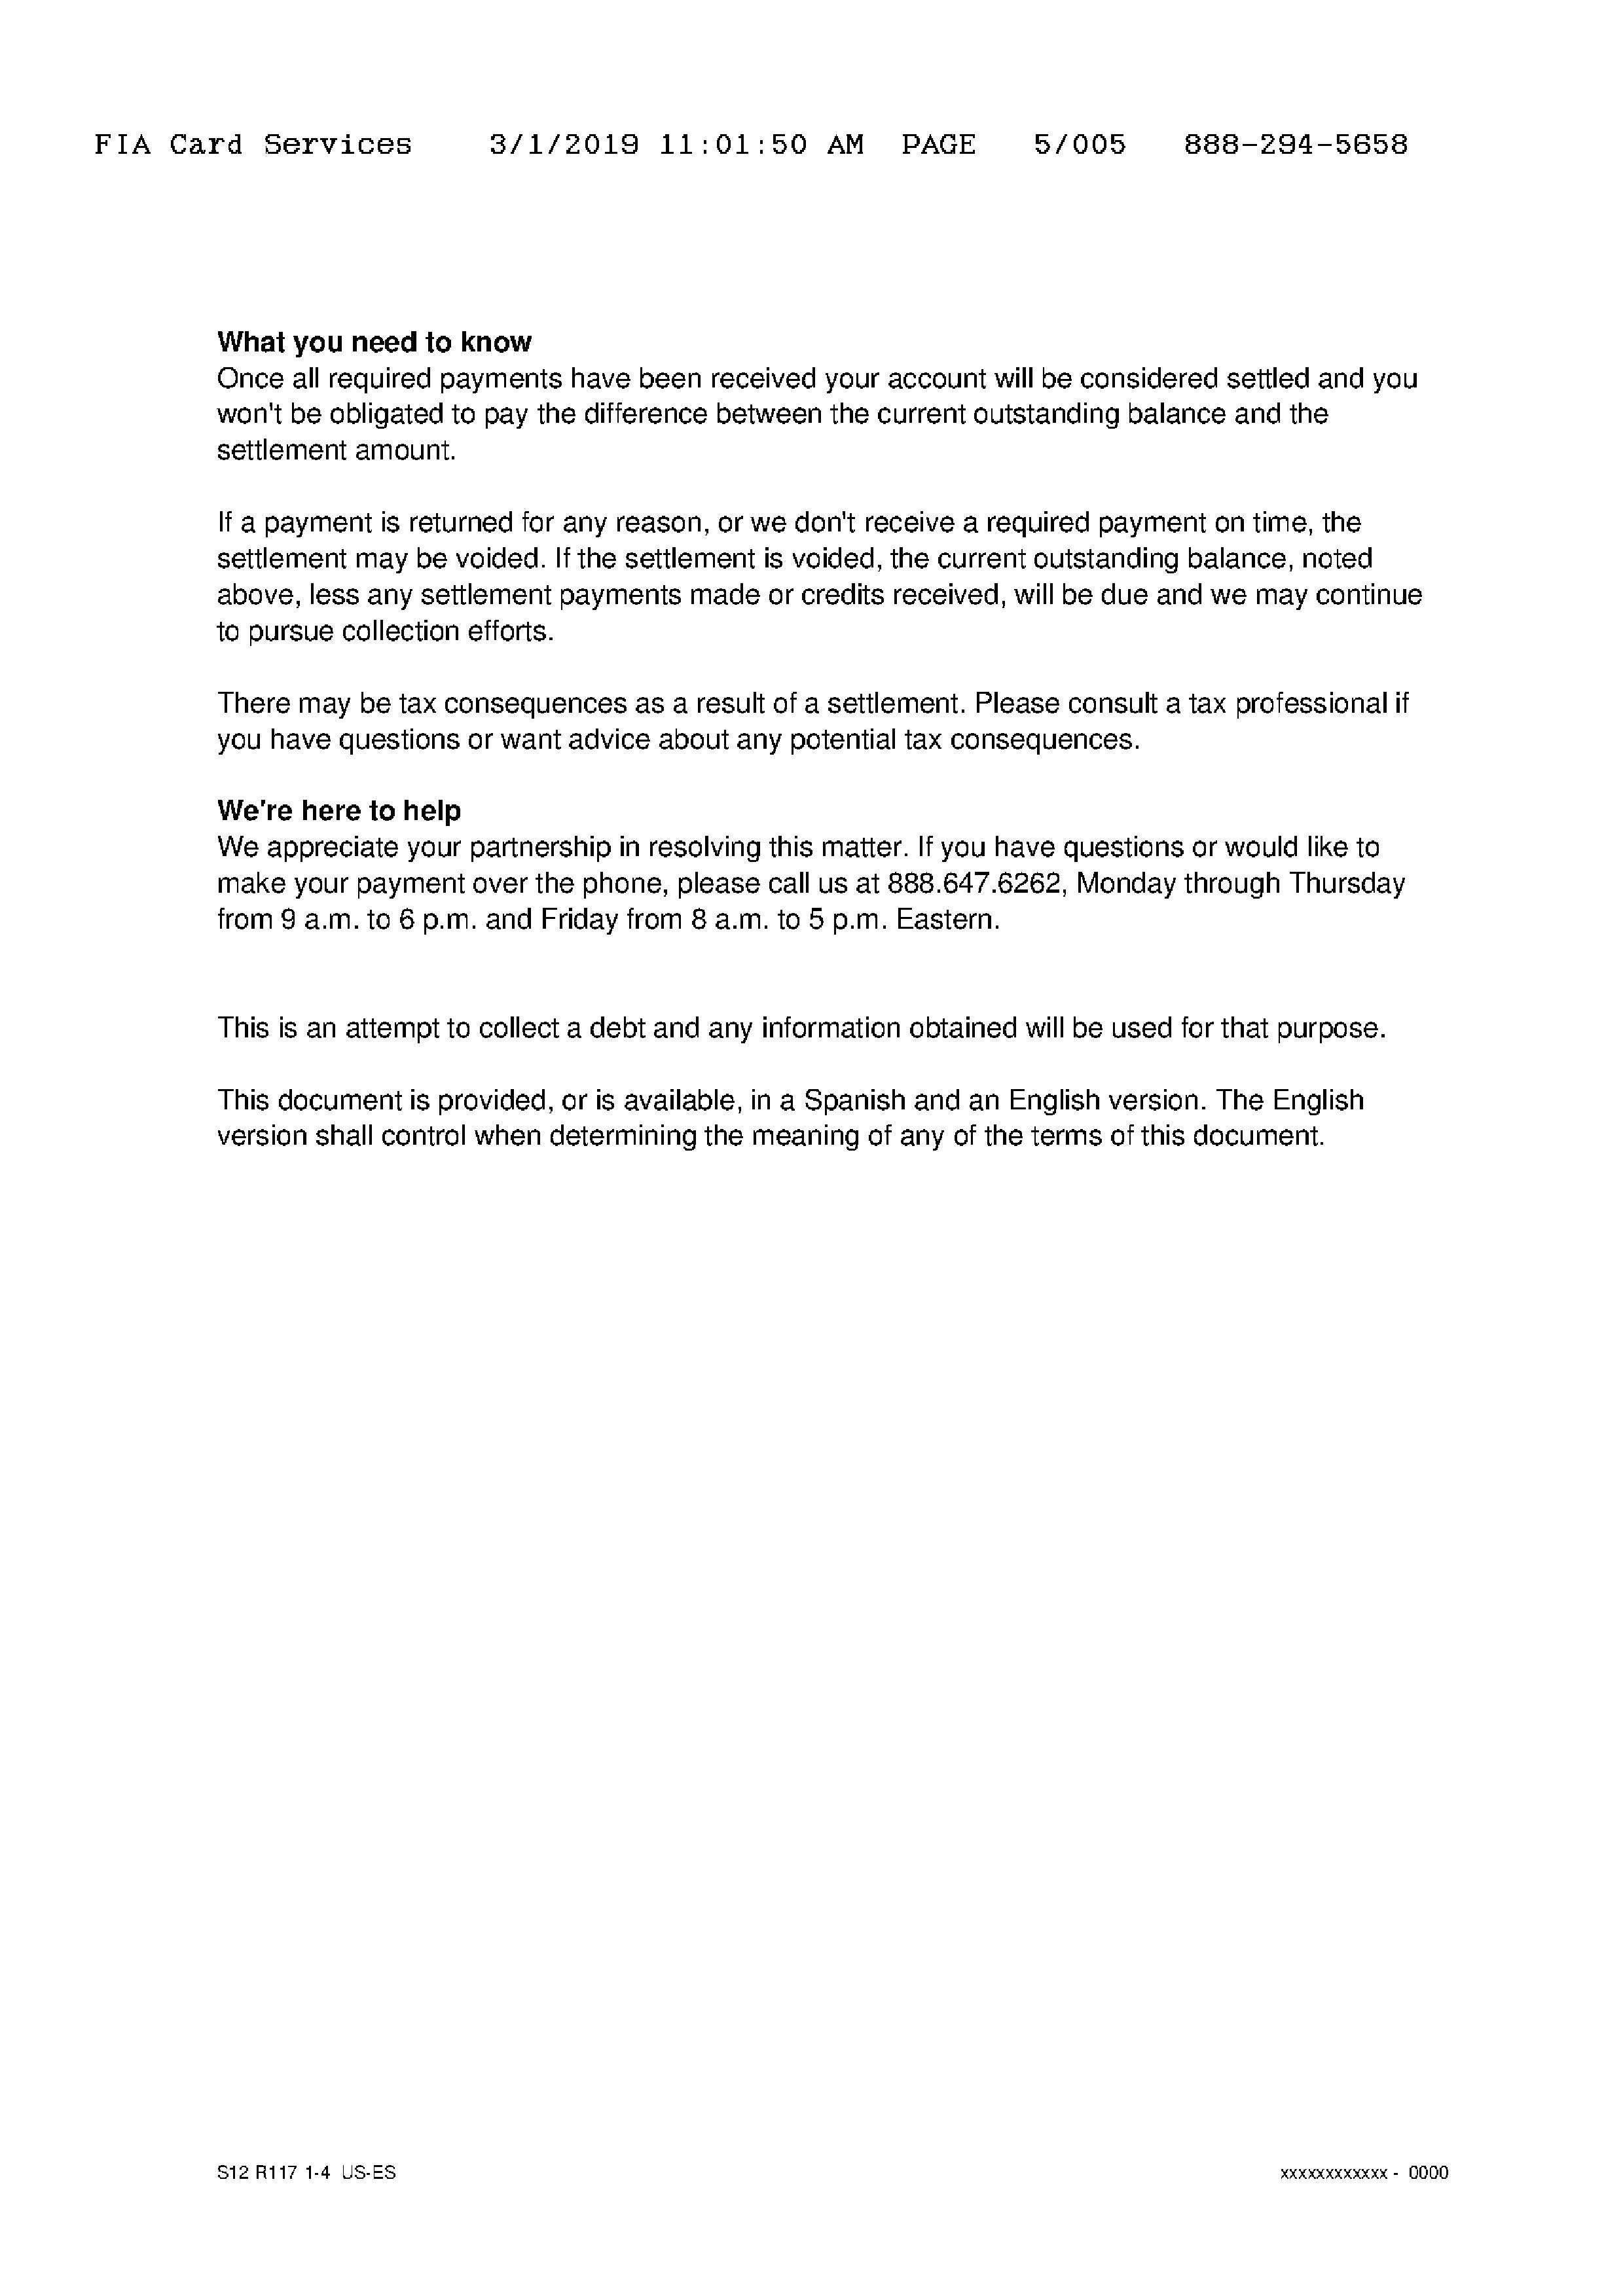 FIA Card Services 3/1/2019 11:01:50 AM PAGE 5/005 888-294-5658
What you need to know
Once all required payments have been received your account will be considered settled and you
won't be obligated to pay the difference between the current outstanding balance and the
settlement amount.
If a payment is returned for any reason, or we don't receive a required payment on time, the
settlement may be voided. If the settlement is voided, the current outstanding balance, noted
above, less any settlement payments made or credits received, will be due and we may continue
to pursue collection efforts.
There may be tax consequences as a result of a settlement. Please consult a tax professional if
you have questions or want advice about any potential tax consequences.
We're here to help
We appreciate your partnership in resolving this matter. If you have questions or would like to
make your payment over the phone, please call us at 888.647.6262, Monday through Thursday
from 9 a.m. to 6 p.m. and Friday from 8 a.m. to 5 p.m. Eastern.
This is an attempt to collect a debt and any information obtained will be used for that purpose.
This document is provided, or is available, in a Spanish and an English version. The English
version shall control when determining the meaning of any of the terms of this document.
S12 R117 1-4 US-ES xxxxxxxxxxxx - 0000